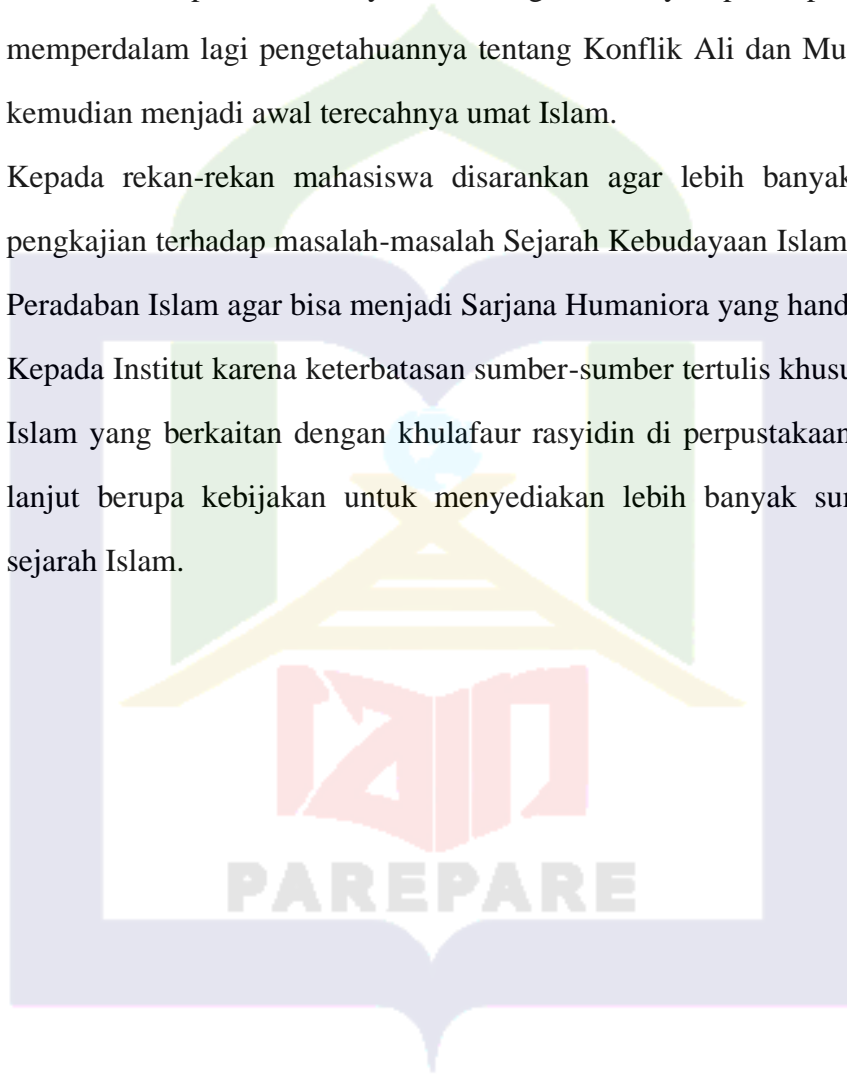 memperdalam lagi pengetahuannya tentang Konflik Ali dan Mu
kemudian menjadi awal terecahnya umat Islam.
Kepada rekan-rekan mahasiswa disarankan agar lebih banyak
pengkajian terhadap masalah-masalah Sejarah Kebudayaan Islam
Peradaban Islam agar bisa menjadi Sarjana Humaniora yang hand
Kepada Institut karena keterbatasan sumber-sumber tertulis khusu
Islam yang berkaitan dengan khulafaur rasyidin di perpustakaan
lanjut berupa kebijakan untuk menyediakan lebih banyak sur
sejarah Islam.
iain
PAREPARE